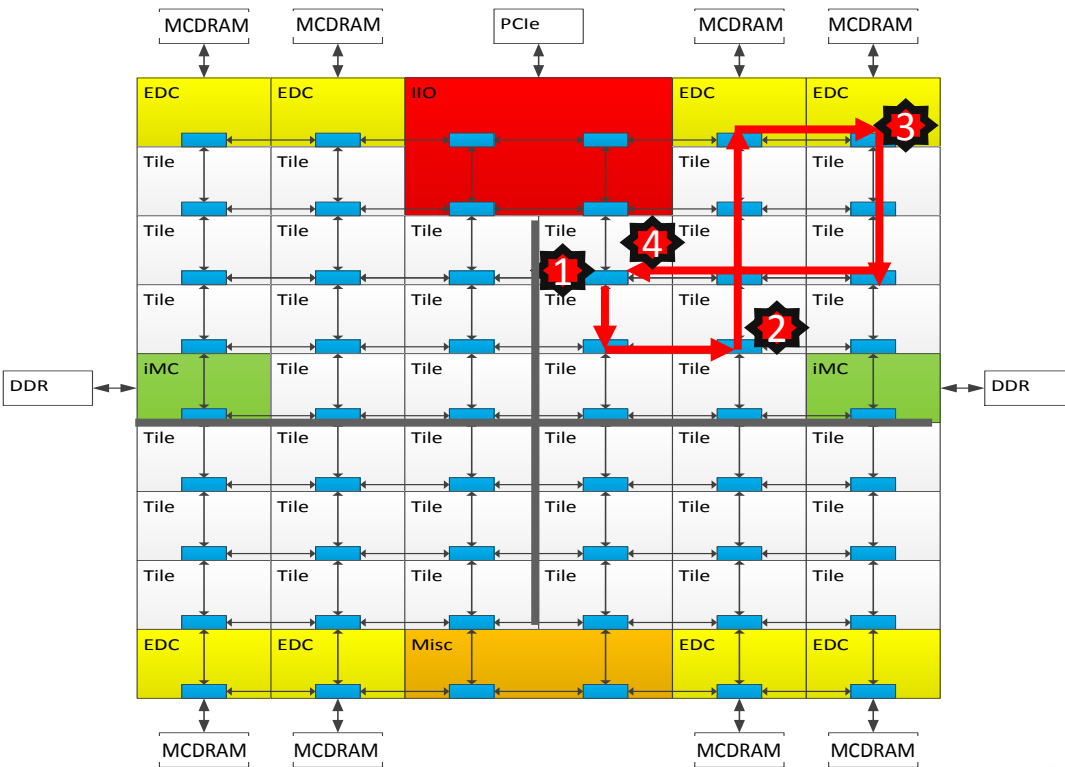 MCDRAM MCDRAM PCIe MCDRAM MCDRAM
EDC EDC IIO EDC EDC
3
Tile Tile Tile Tile
Tile Tile Tile Tile Tile Tile
4
1
Tile Tile Tile Tile Tile Tile
2
iMC Tile Tile Tile Tile iMC
DDR DDR
Tile Tile Tile Tile Tile Tile
Tile Tile Tile Tile Tile Tile
Tile Tile Tile Tile Tile Tile
EDC EDC Misc EDC EDC
MCDRAM MCDRAM MCDRAM MCDRAM